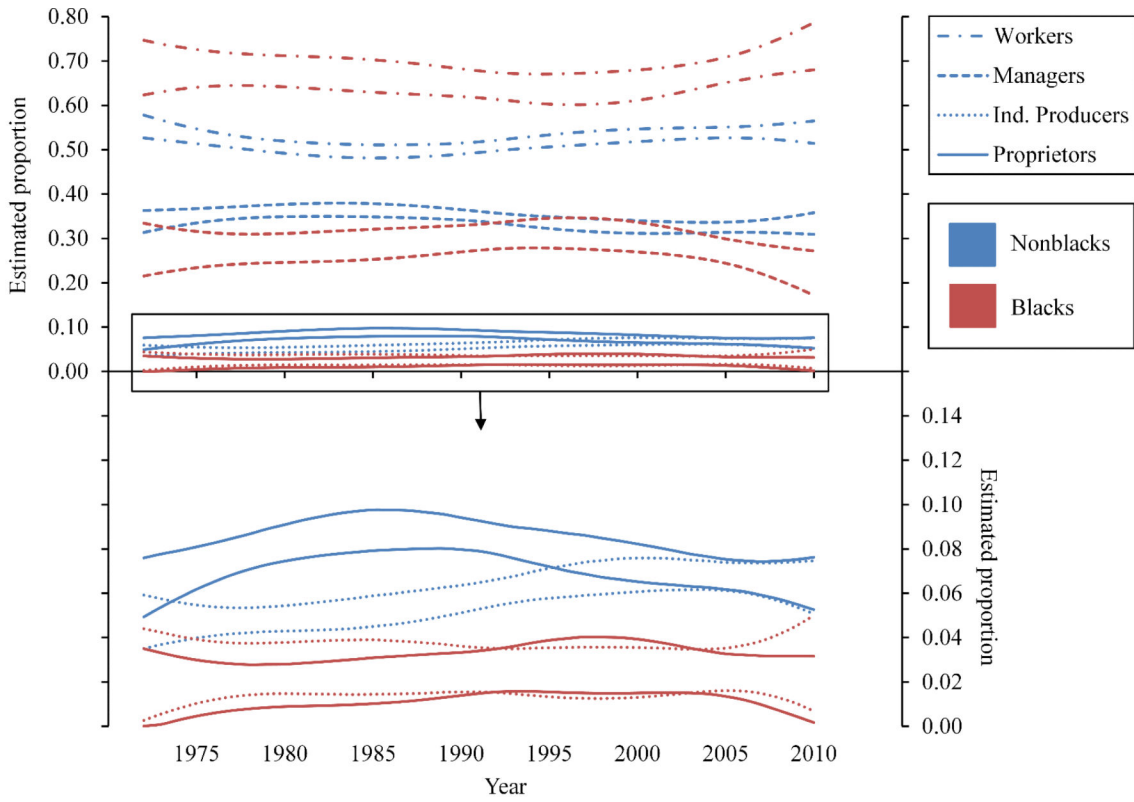 Estimated proportion
0.80
0.70
0.60
0.50
0.40
0.30
0.20
0.10
0.00
Workers
Managers
Ind. Producers
Proprietors
Nonblacks
Blacks
0.14
0.12
0.10
0.08
0.06
0.04
0.02
0.00
Estimated proportion
1975 1980 1985 1990 1995 2000 2005 2010
Year